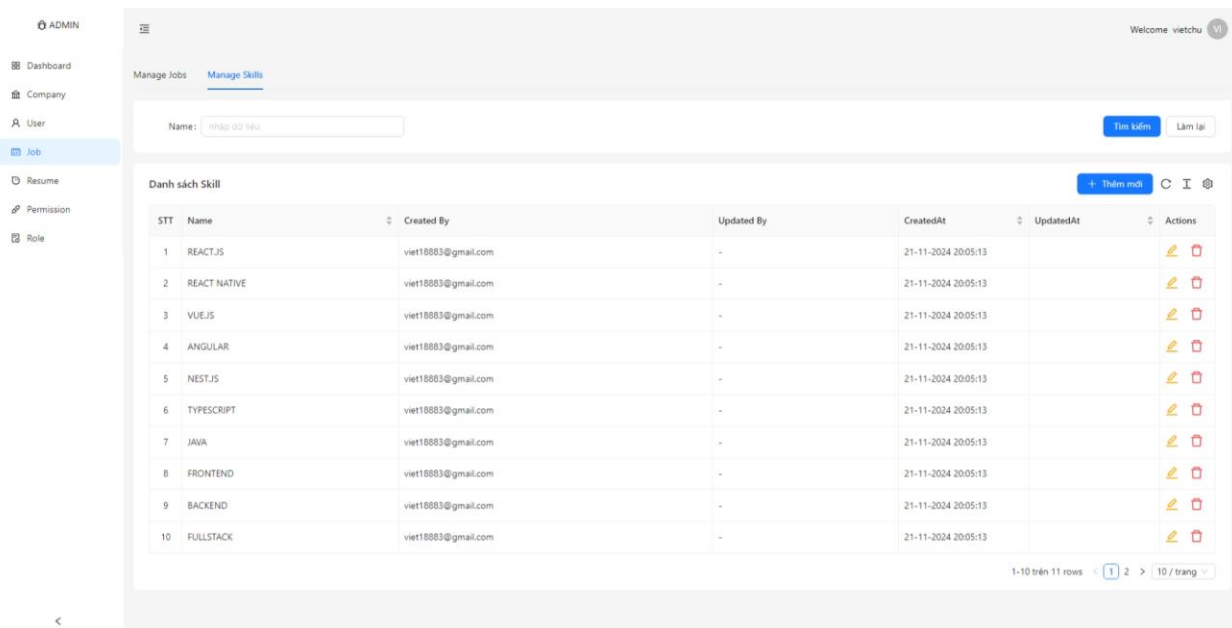 ADMIN
Welcome vietchu VI
Dashboard
Company
User
Job
Resume
Permission
Role
Manage Jobs Manage Skills
Name: nhập dữ liệu Tìm kiếm Làm lại
Danh sách Skill + Thêm mới
STT Name Created By Updated By CreatedAt UpdatedAt Actions
1 REACT.JS viet18883@gmail.com - 21-11-2024 20:05:13
2 REACT NATIVE viet18883@gmail.com - 21-11-2024 20:05:13
3 VUE.JS viet18883@gmail.com - 21-11-2024 20:05:13
4 ANGULAR viet18883@gmail.com - 21-11-2024 20:05:13
5 NEST.JS viet18883@gmail.com - 21-11-2024 20:05:13
6 TYPESCRIPT viet18883@gmail.com - 21-11-2024 20:05:13
7 JAVA viet18883@gmail.com - 21-11-2024 20:05:13
8 FRONTEND viet18883@gmail.com - 21-11-2024 20:05:13
9 BACKEND viet18883@gmail.com - 21-11-2024 20:05:13
10 FULLSTACK viet18883@gmail.com - 21-11-2024 20:05:13
1-10 trên 11 rows < 1 2 > 10 / trang